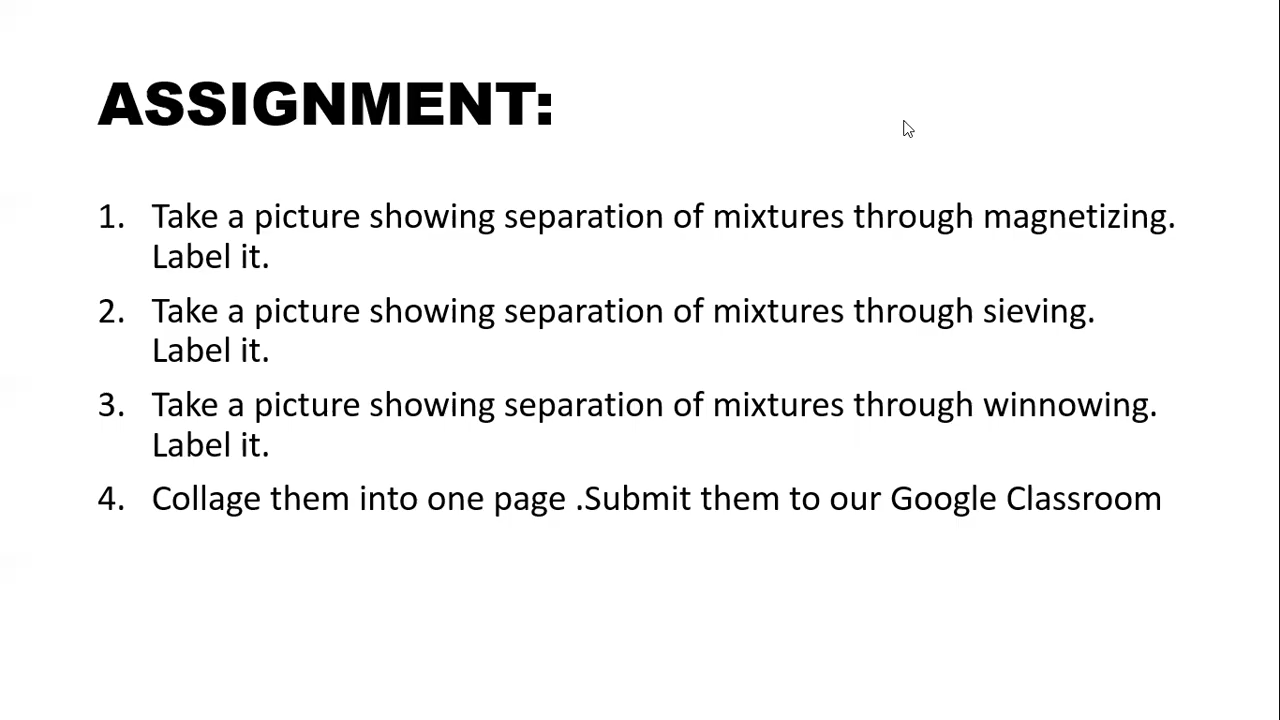 ASSIGNMENT:
1. Take a picture showing separation of mixtures through magnetizing.
Label it.
2. Take a picture showing separation of mixtures through sieving.
Label it.
3. Take a picture showing separation of mixtures through winnowing.
Label it.
4. Collage them into one page .Submit them to our Google Classroom